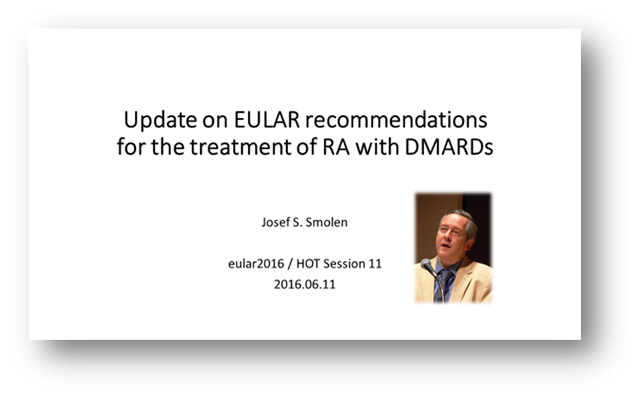 Update on EULAR recommendations
for the treatment of RA with DMARDs
Josef S. Smolen
eular2016 / HOT Session 11
2016.06.11